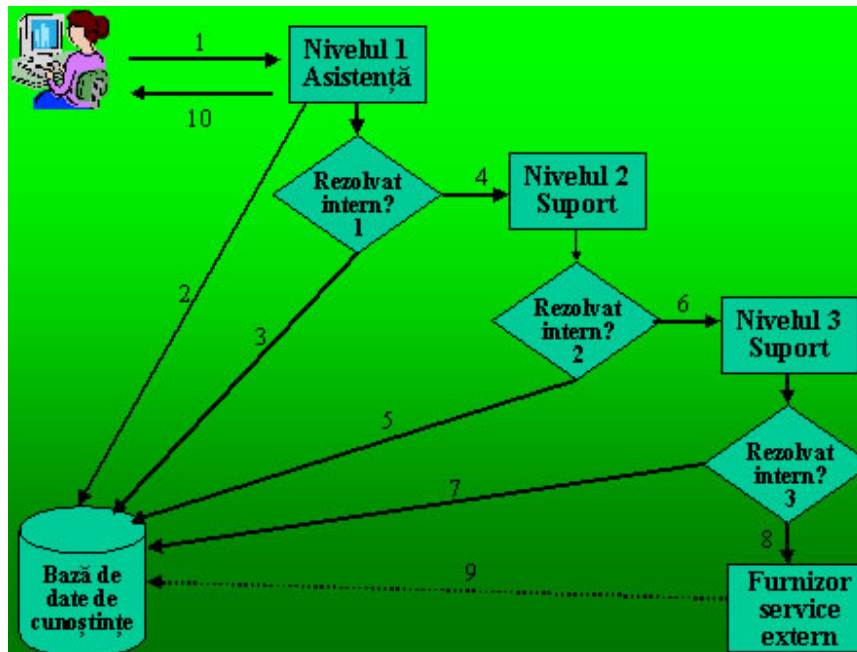 1
10
Nivelul 1
Asistență
Rezolvat
intern?
1
4
Nivelul 2
Suport
2
3
Rezolvat
intern?
2
6
Nivelul 3
Suport
5
7
Rezolvat
intern?
3
8
9
Bază de
date de
cunoștințe
Furnizor
service
extern